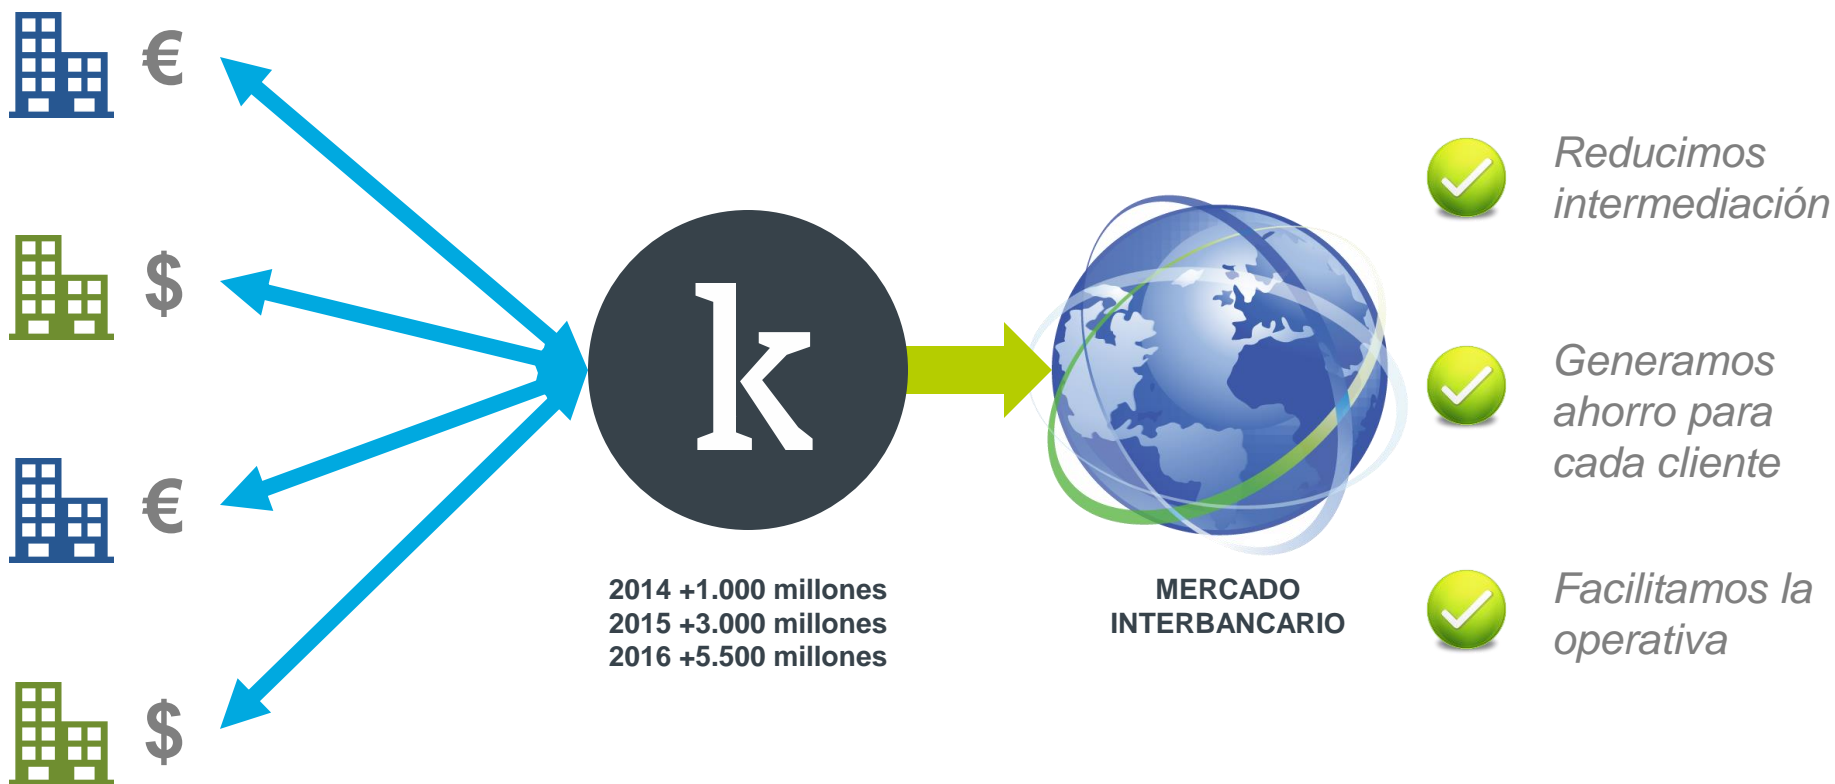 €
$
€
$
k
2014 +1.000 millones
2015 +3.000 millones
2016 +5.500 millones
MERCADO
INTERBANCARIO
Reducimos
intermediación
Generamos
ahorro para
cada cliente
Facilitamos la
operativa